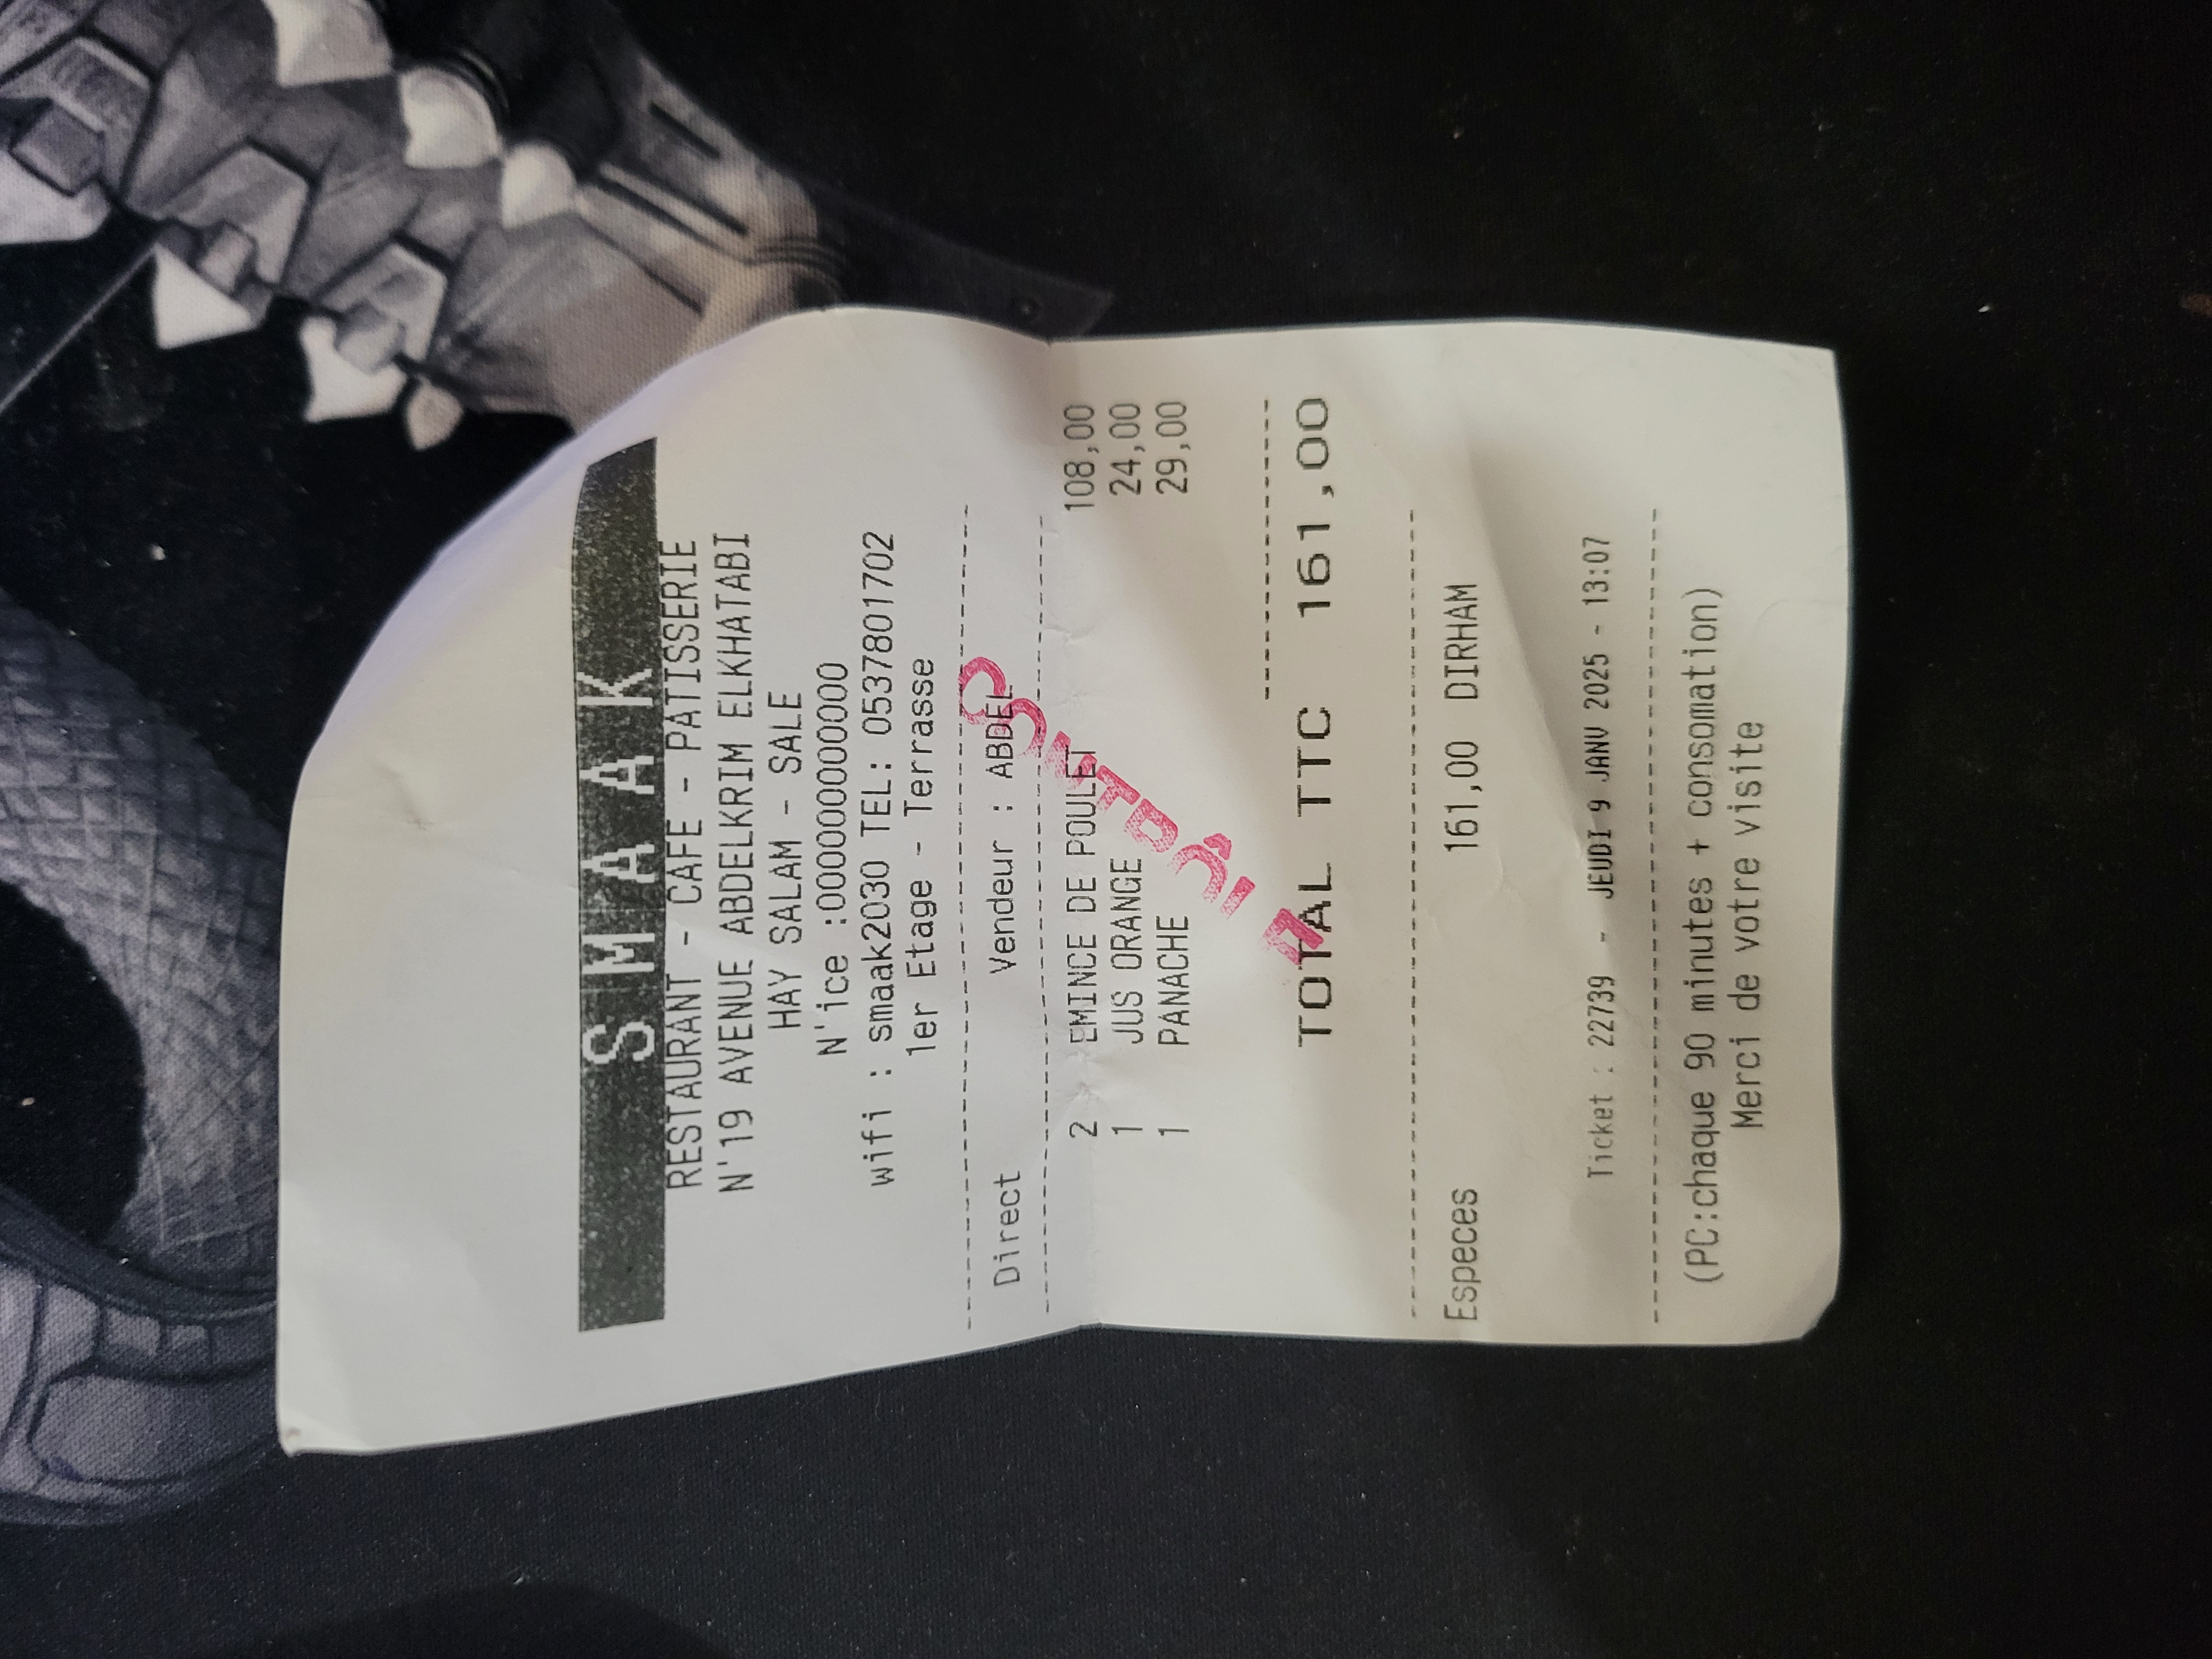 SMAAK
RESTAURANT - CAFE - PATISSERIE
N'19 AVENUE ABDELKRIM ELKHATABI
HAY SALAM - SALE
N'ice :000000000000
wifi : smaak2030 TEL: 0537801702
1er Etage - Terrasse
Direct Vendeur : ABDEL
2 EMINCE DE POULET 108,00
1 JUS ORANGE 24,00
1 PANACHE 29,00
TOTAL TTC 161,00
Especes 161,00 DIRHAM
Ticket : 22739 - JEUDI 9 JANV 2025 - 13:07
(PC:chaque 90 minutes + consomation)
Merci de votre visite